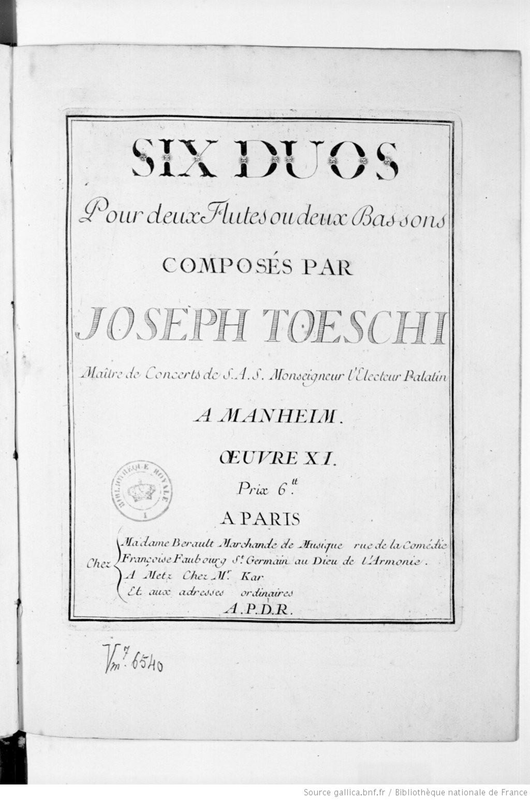 SIX DUOS
Pour deux Flutes ou deux Bassons
COMPOSÉS PAR
JOSEPH TOESCHI
Maître de Concerts de S.A.S. Monseigneur l'Electeur Palatin
A MANHEIM.
ŒUVRE XI.
Prix 6.tt
BIBLIOTHEQUE ROYALE
A PARIS
Chez
Madame Berault Marchande de Musique rue de la Comédie
Françoise Faubourg St. Germain au Dieu de l'Armonie.
A Metz Chez Mr. Kar
Et aux adresses ordinaires
A.P.D.R.
Vm7. 6540
Source gallica.bnf.fr / Bibliothèque nationale de France